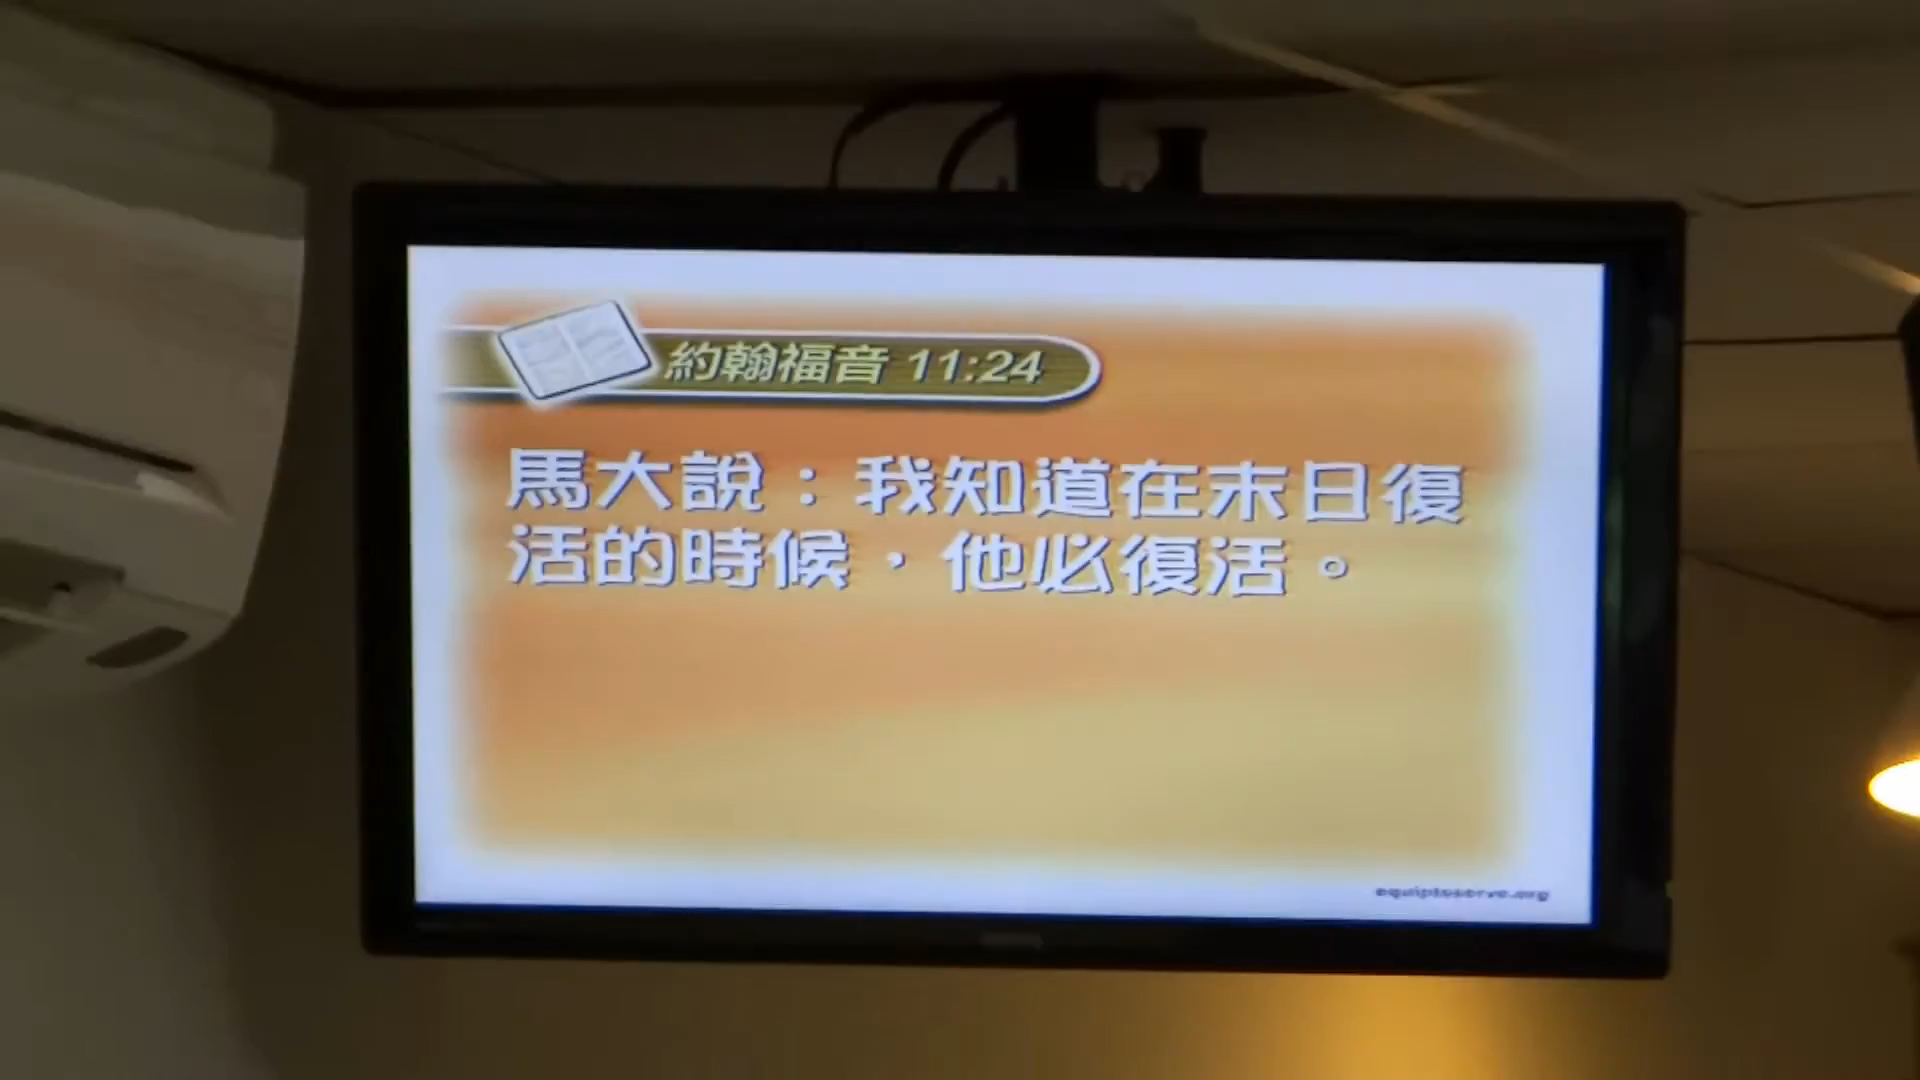 約翰福音 11:24
馬大說：我知道在末日復
活的時候，他必復活。
equiptoserve.org